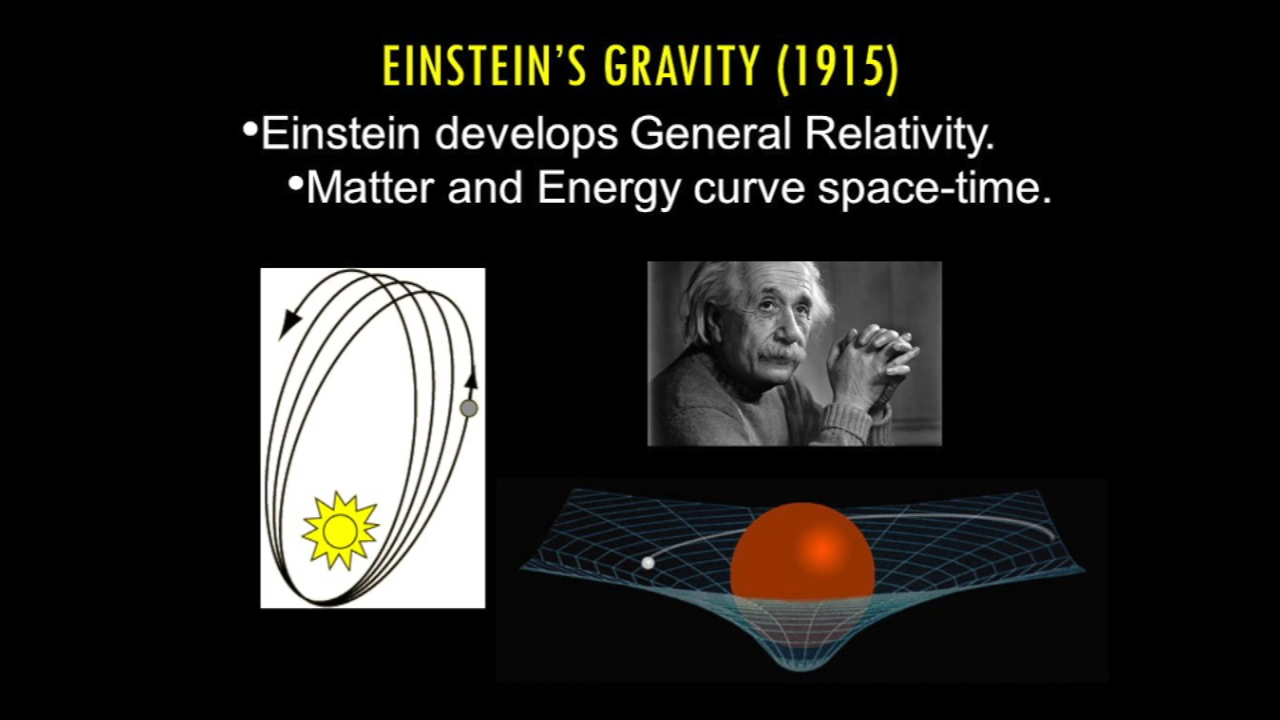 EINSTEIN’S GRAVITY (1915)
•Einstein develops General Relativity.
•Matter and Energy curve space-time.